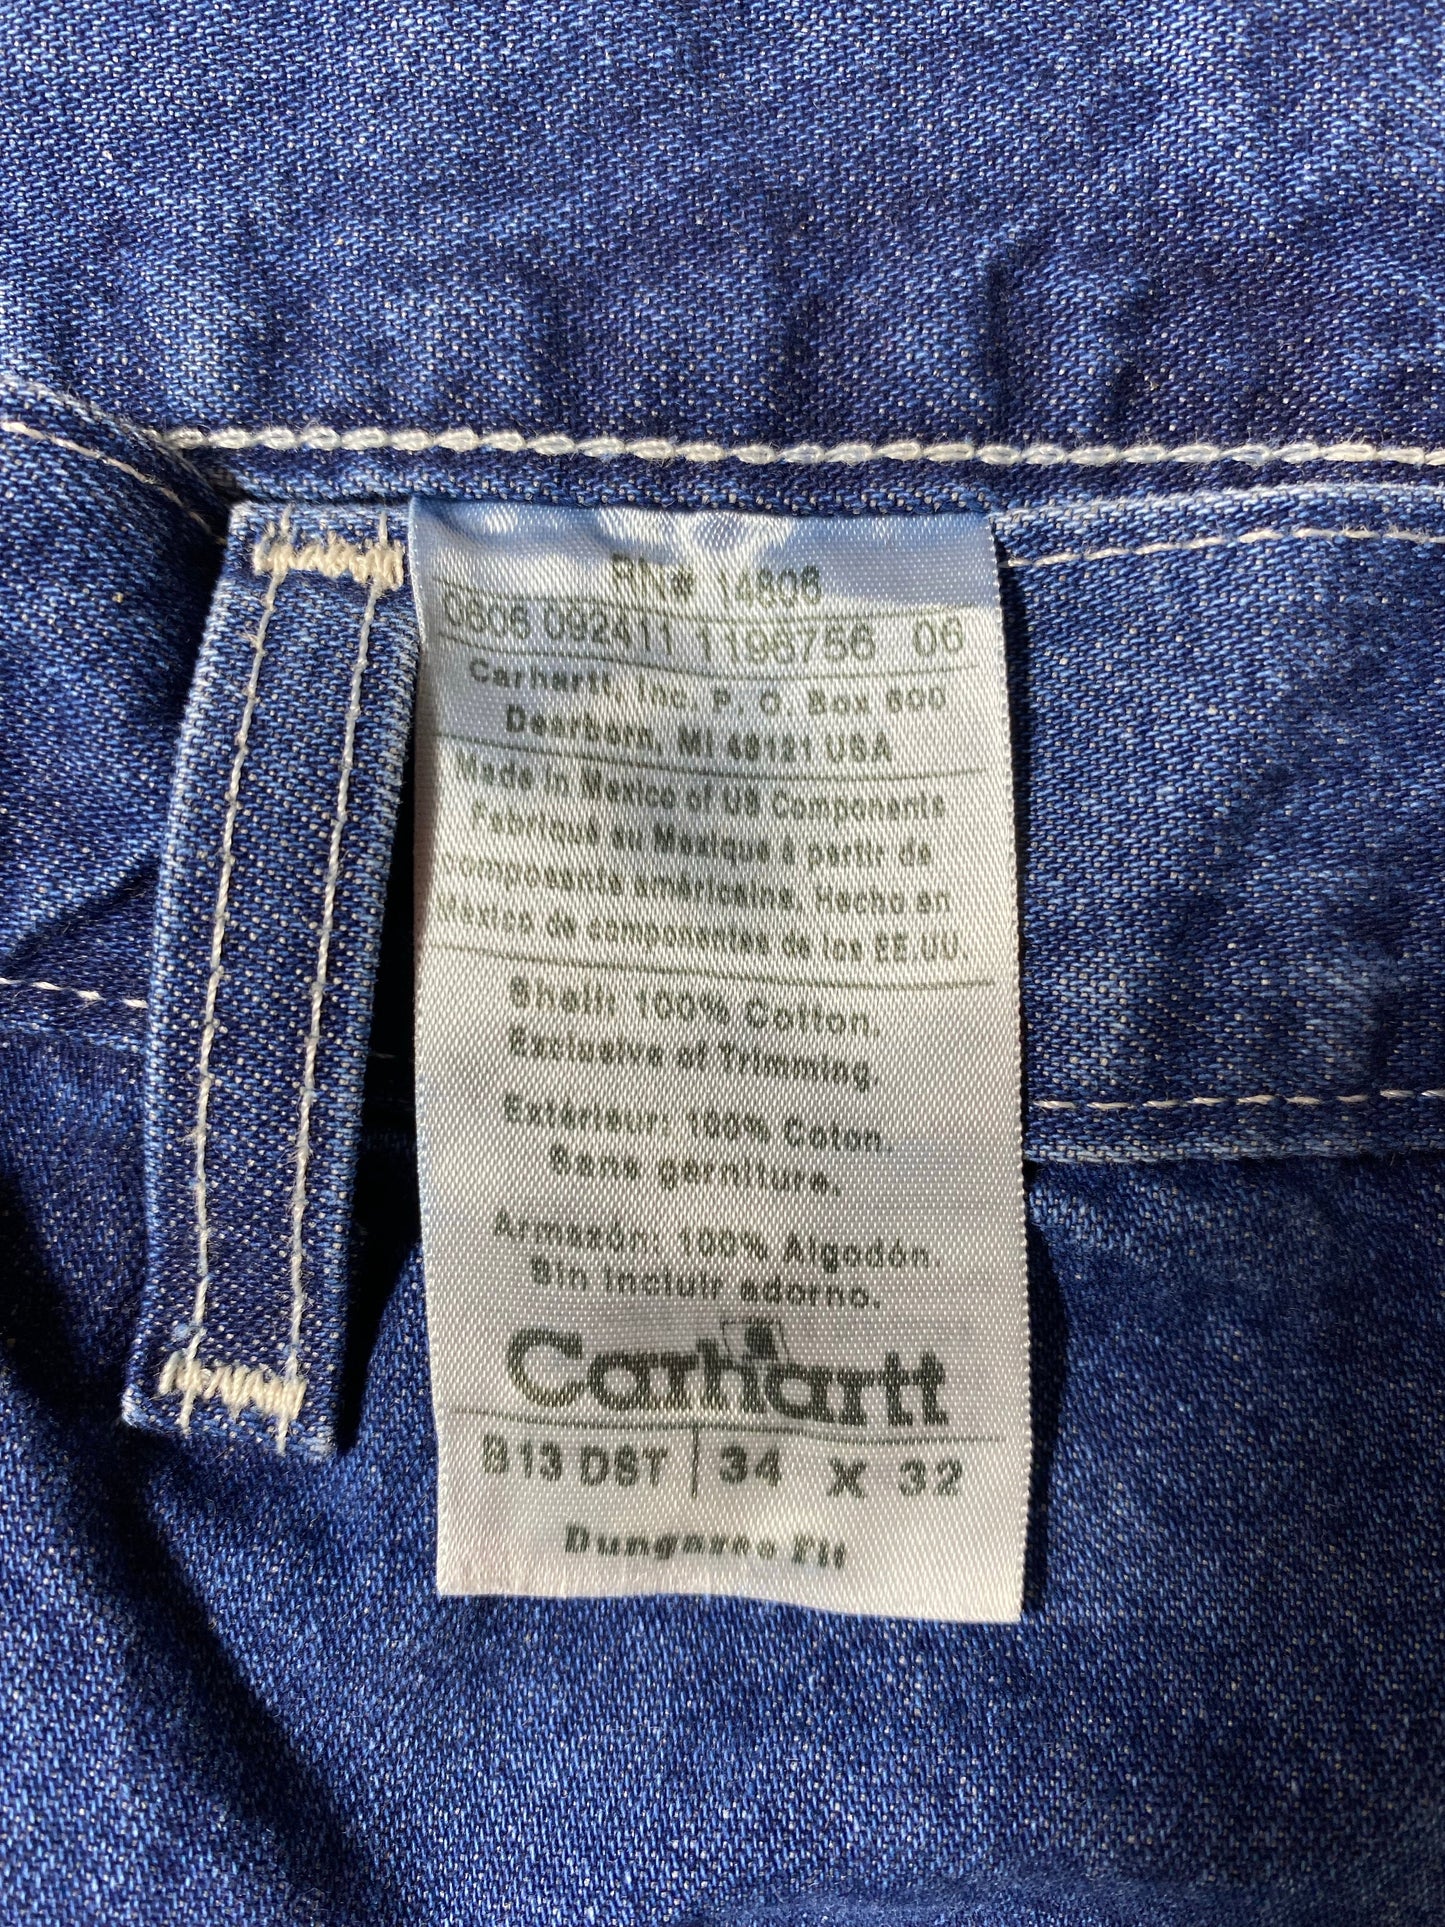 RN# 14806
0606 092411 1196756 06
Carhartt, Inc. P. O. Box 600
Dearborn, MI 48121 USA
Made in Mexico of US Components
Fabriqué au Mexique à partir de
composants américaine. Hecho en
Mexico de componentes de los EE.UU.
Shell: 100% Cotton.
Exclusive of Trimming.
Extérieur: 100% Coton.
Sans garniture.
Armazón: 100% Algodón
Sin incluir adorno.
Carhartt
B13 DST | 34 X 32
Dungaree Fit